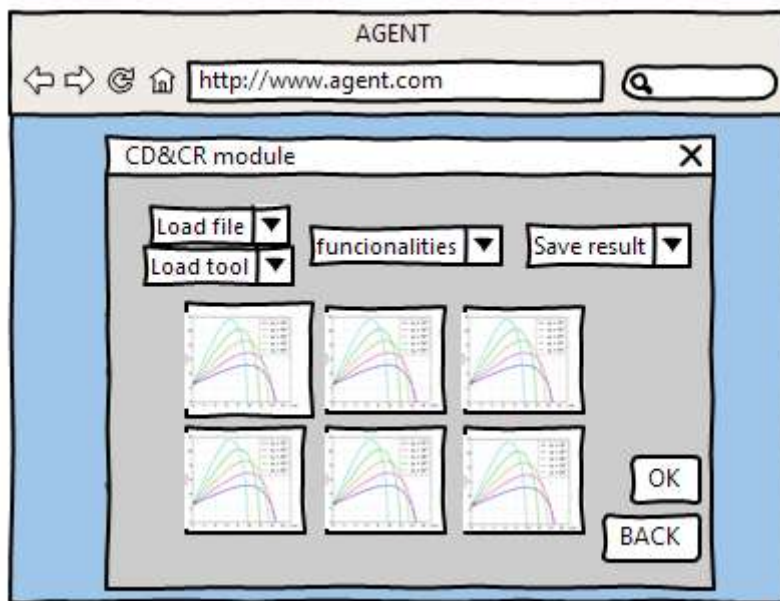 AGENT
http://www.agent.com
CD&CR module
Load file
Load tool
funcionalities
Save result
OK
BACK